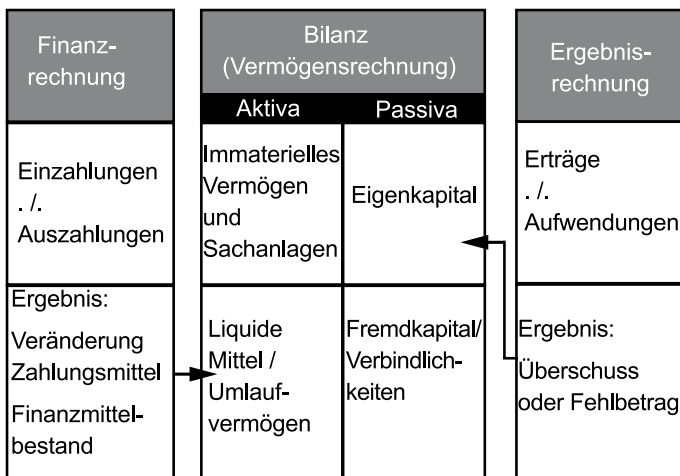 Finanz-
rechnung
Einzahlungen
. /.
Auszahlungen
Ergebnis:
Veränderung
Zahlungsmittel
Finanzmittel-
bestand
Bilanz
(Vermögensrechnung)
Aktiva
Passiva
Immaterielles
Vermögen
und
Sachanlagen
Eigenkapital
Liquide
Mittel /
Umlauf-
vermögen
Fremdkapital/
Verbindlich-
keiten
Ergebnis-
rechnung
Erträge
. /.
Aufwendungen
Ergebnis:
Überschuss
oder Fehlbetrag